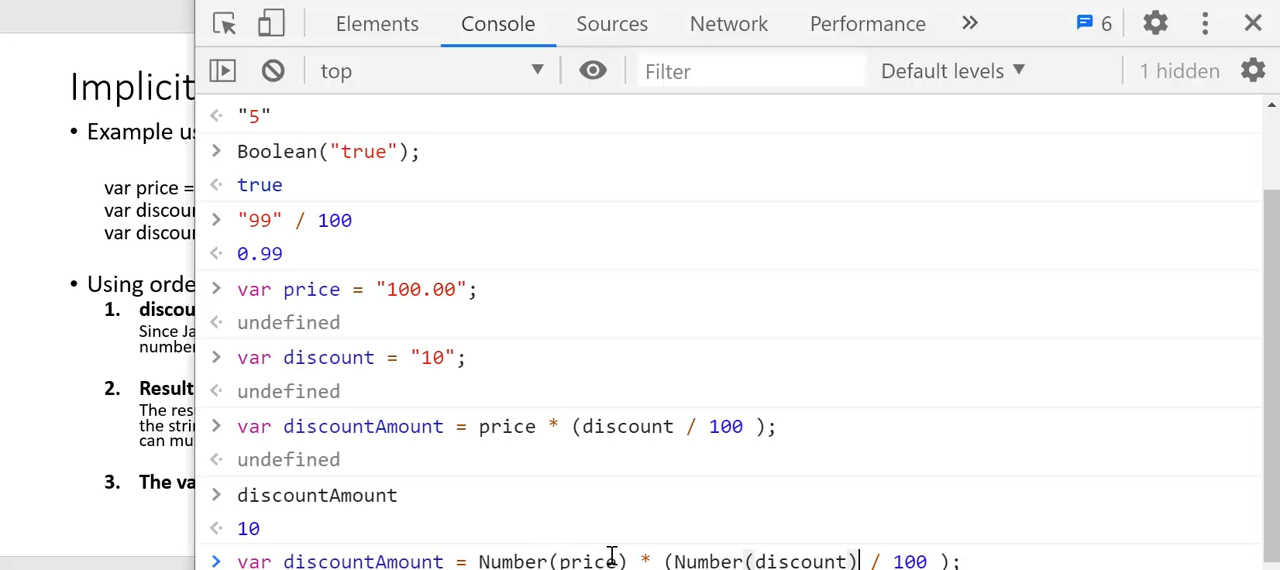 Elements Console Sources Network Performance 6
top Filter Default levels 1 hidden
Implicit
• Example us
var price =
var discour
var discour
• Using orde
1. discou
Since Ja
number
2. Result
The res
the strin
can mu
3. The va
"5"
Boolean("true");
true
"99" / 100
0.99
var price = "100.00";
undefined
var discount = "10";
undefined
var discountAmount = price * (discount / 100 );
undefined
discountAmount
10
var discountAmount = Number(price) * (Number(discount) / 100 );